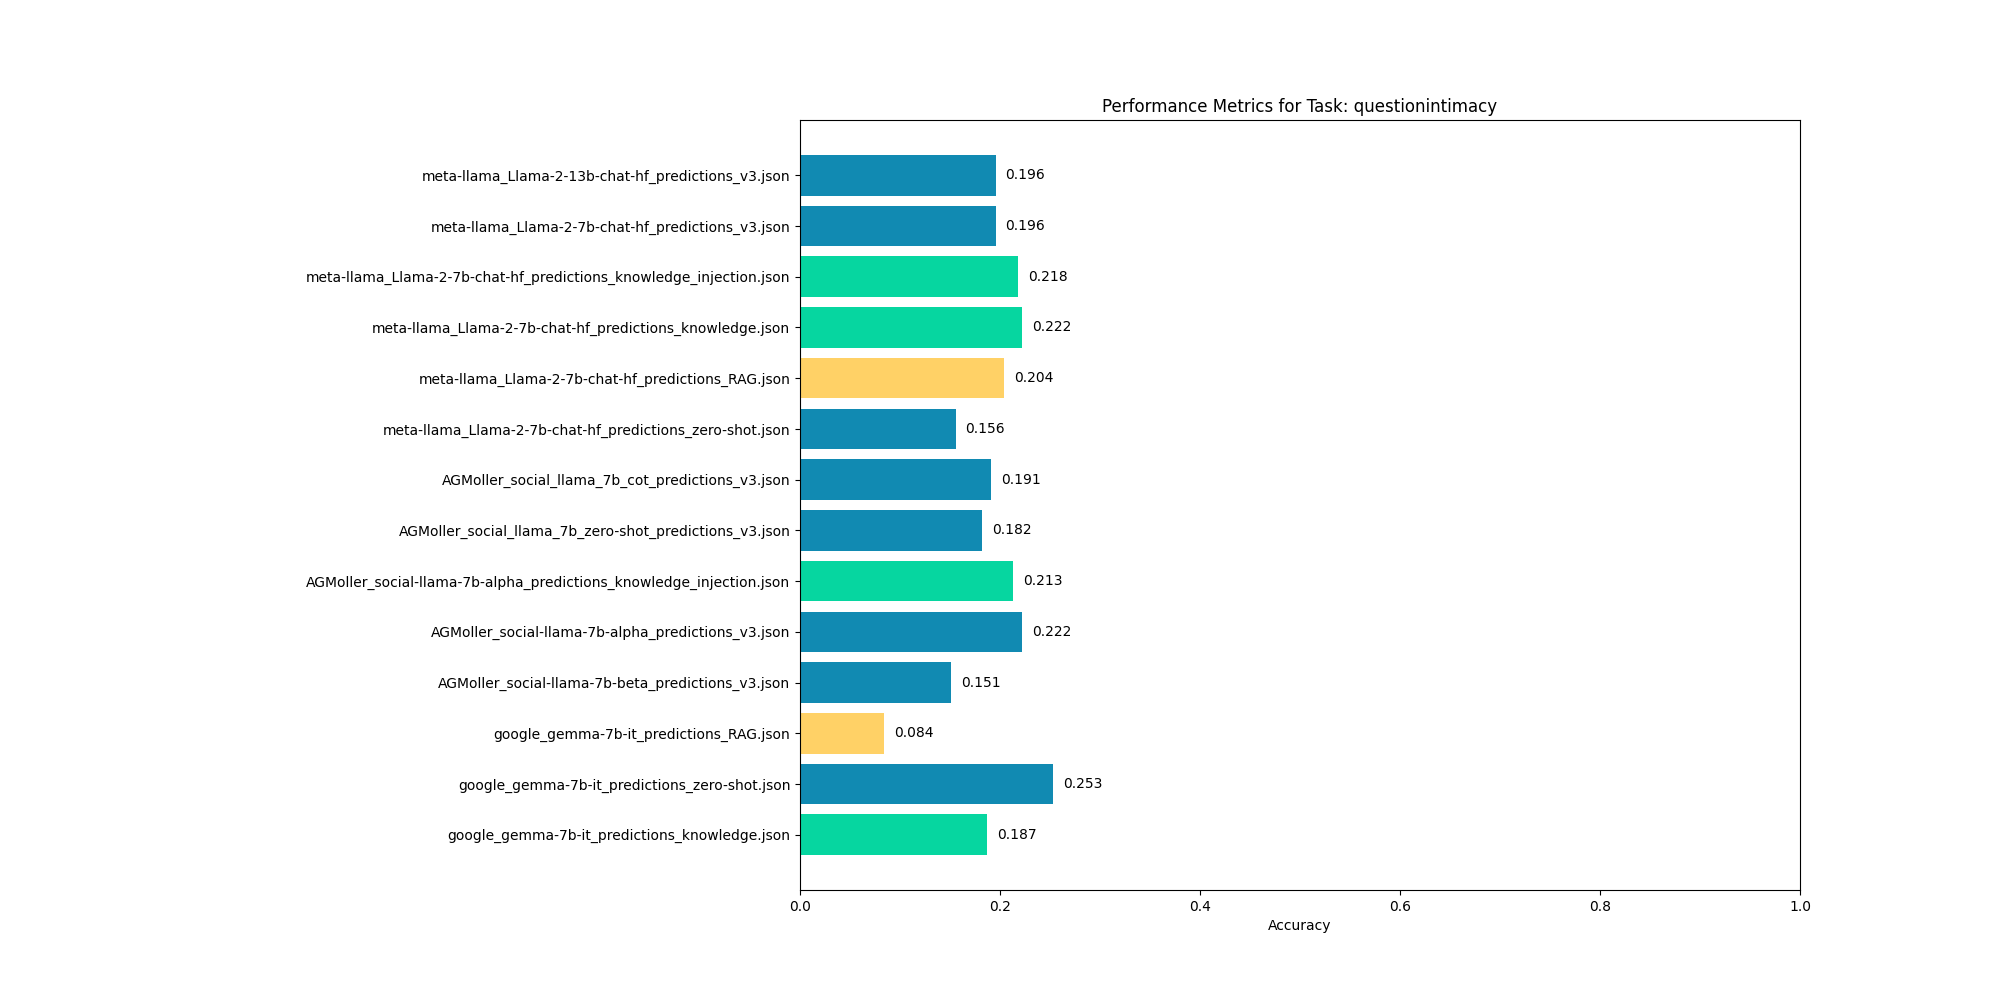 Performance Metrics for Task: questionintimacy
meta-llama_Llama-2-13b-chat-hf_predictions_v3.json 0.196
meta-llama_Llama-2-7b-chat-hf_predictions_v3.json 0.196
meta-llama_Llama-2-7b-chat-hf_predictions_knowledge_injection.json 0.218
meta-llama_Llama-2-7b-chat-hf_predictions_knowledge.json 0.222
meta-llama_Llama-2-7b-chat-hf_predictions_RAG.json 0.204
meta-llama_Llama-2-7b-chat-hf_predictions_zero-shot.json 0.156
AGMoller_social_llama_7b_cot_predictions_v3.json 0.191
AGMoller_social_llama_7b_zero-shot_predictions_v3.json 0.182
AGMoller_social-llama-7b-alpha_predictions_knowledge_injection.json 0.213
AGMoller_social-llama-7b-alpha_predictions_v3.json 0.222
AGMoller_social-llama-7b-beta_predictions_v3.json 0.151
google_gemma-7b-it_predictions_RAG.json 0.084
google_gemma-7b-it_predictions_zero-shot.json 0.253
google_gemma-7b-it_predictions_knowledge.json 0.187
0.0 0.2 0.4 0.6 0.8 1.0
Accuracy